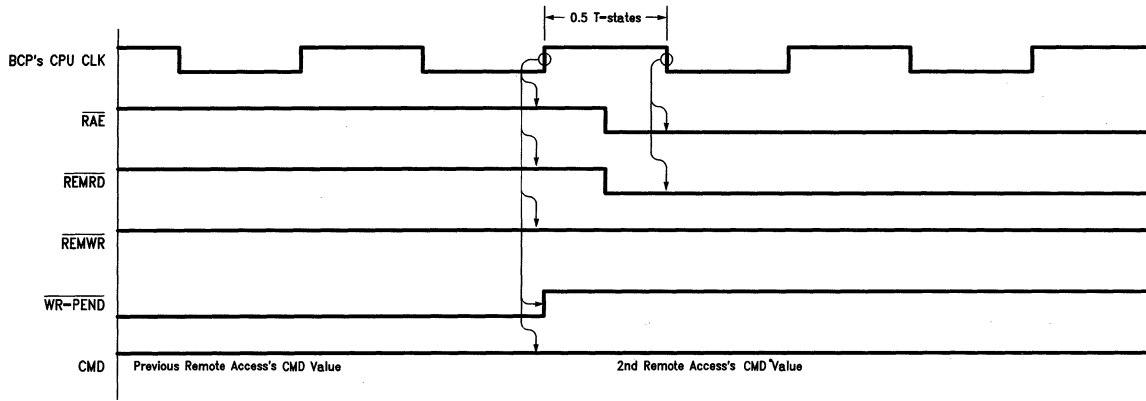 0.5 T-states
BCP's CPU CLK
RAE
REMRD
REMWR
WR-PEND
CMD
Previous Remote Access's CMD Value
2nd Remote Access's CMD Value